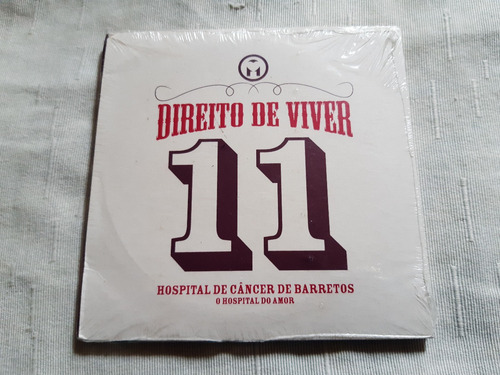 DIREITO DE VIVER
11
HOSPITAL DE CÂNCER DE BARRETOS
O HOSPITAL DO AMOR